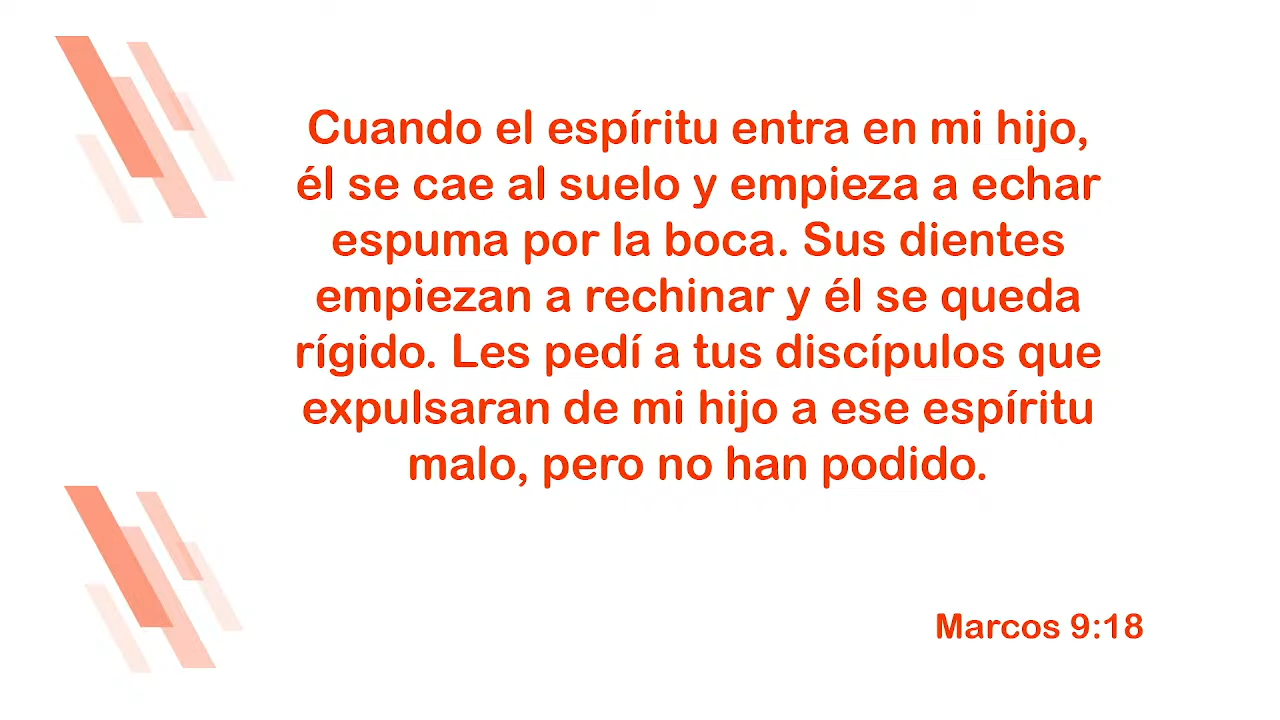 Cuando el espíritu entra en mi hijo,
él se cae al suelo y empieza a echar
espuma por la boca. Sus dientes
empiezan a rechinar y él se queda
rígido. Les pedí a tus discípulos que
expulsaran de mi hijo a ese espíritu
malo, pero no han podido.
Marcos 9:18